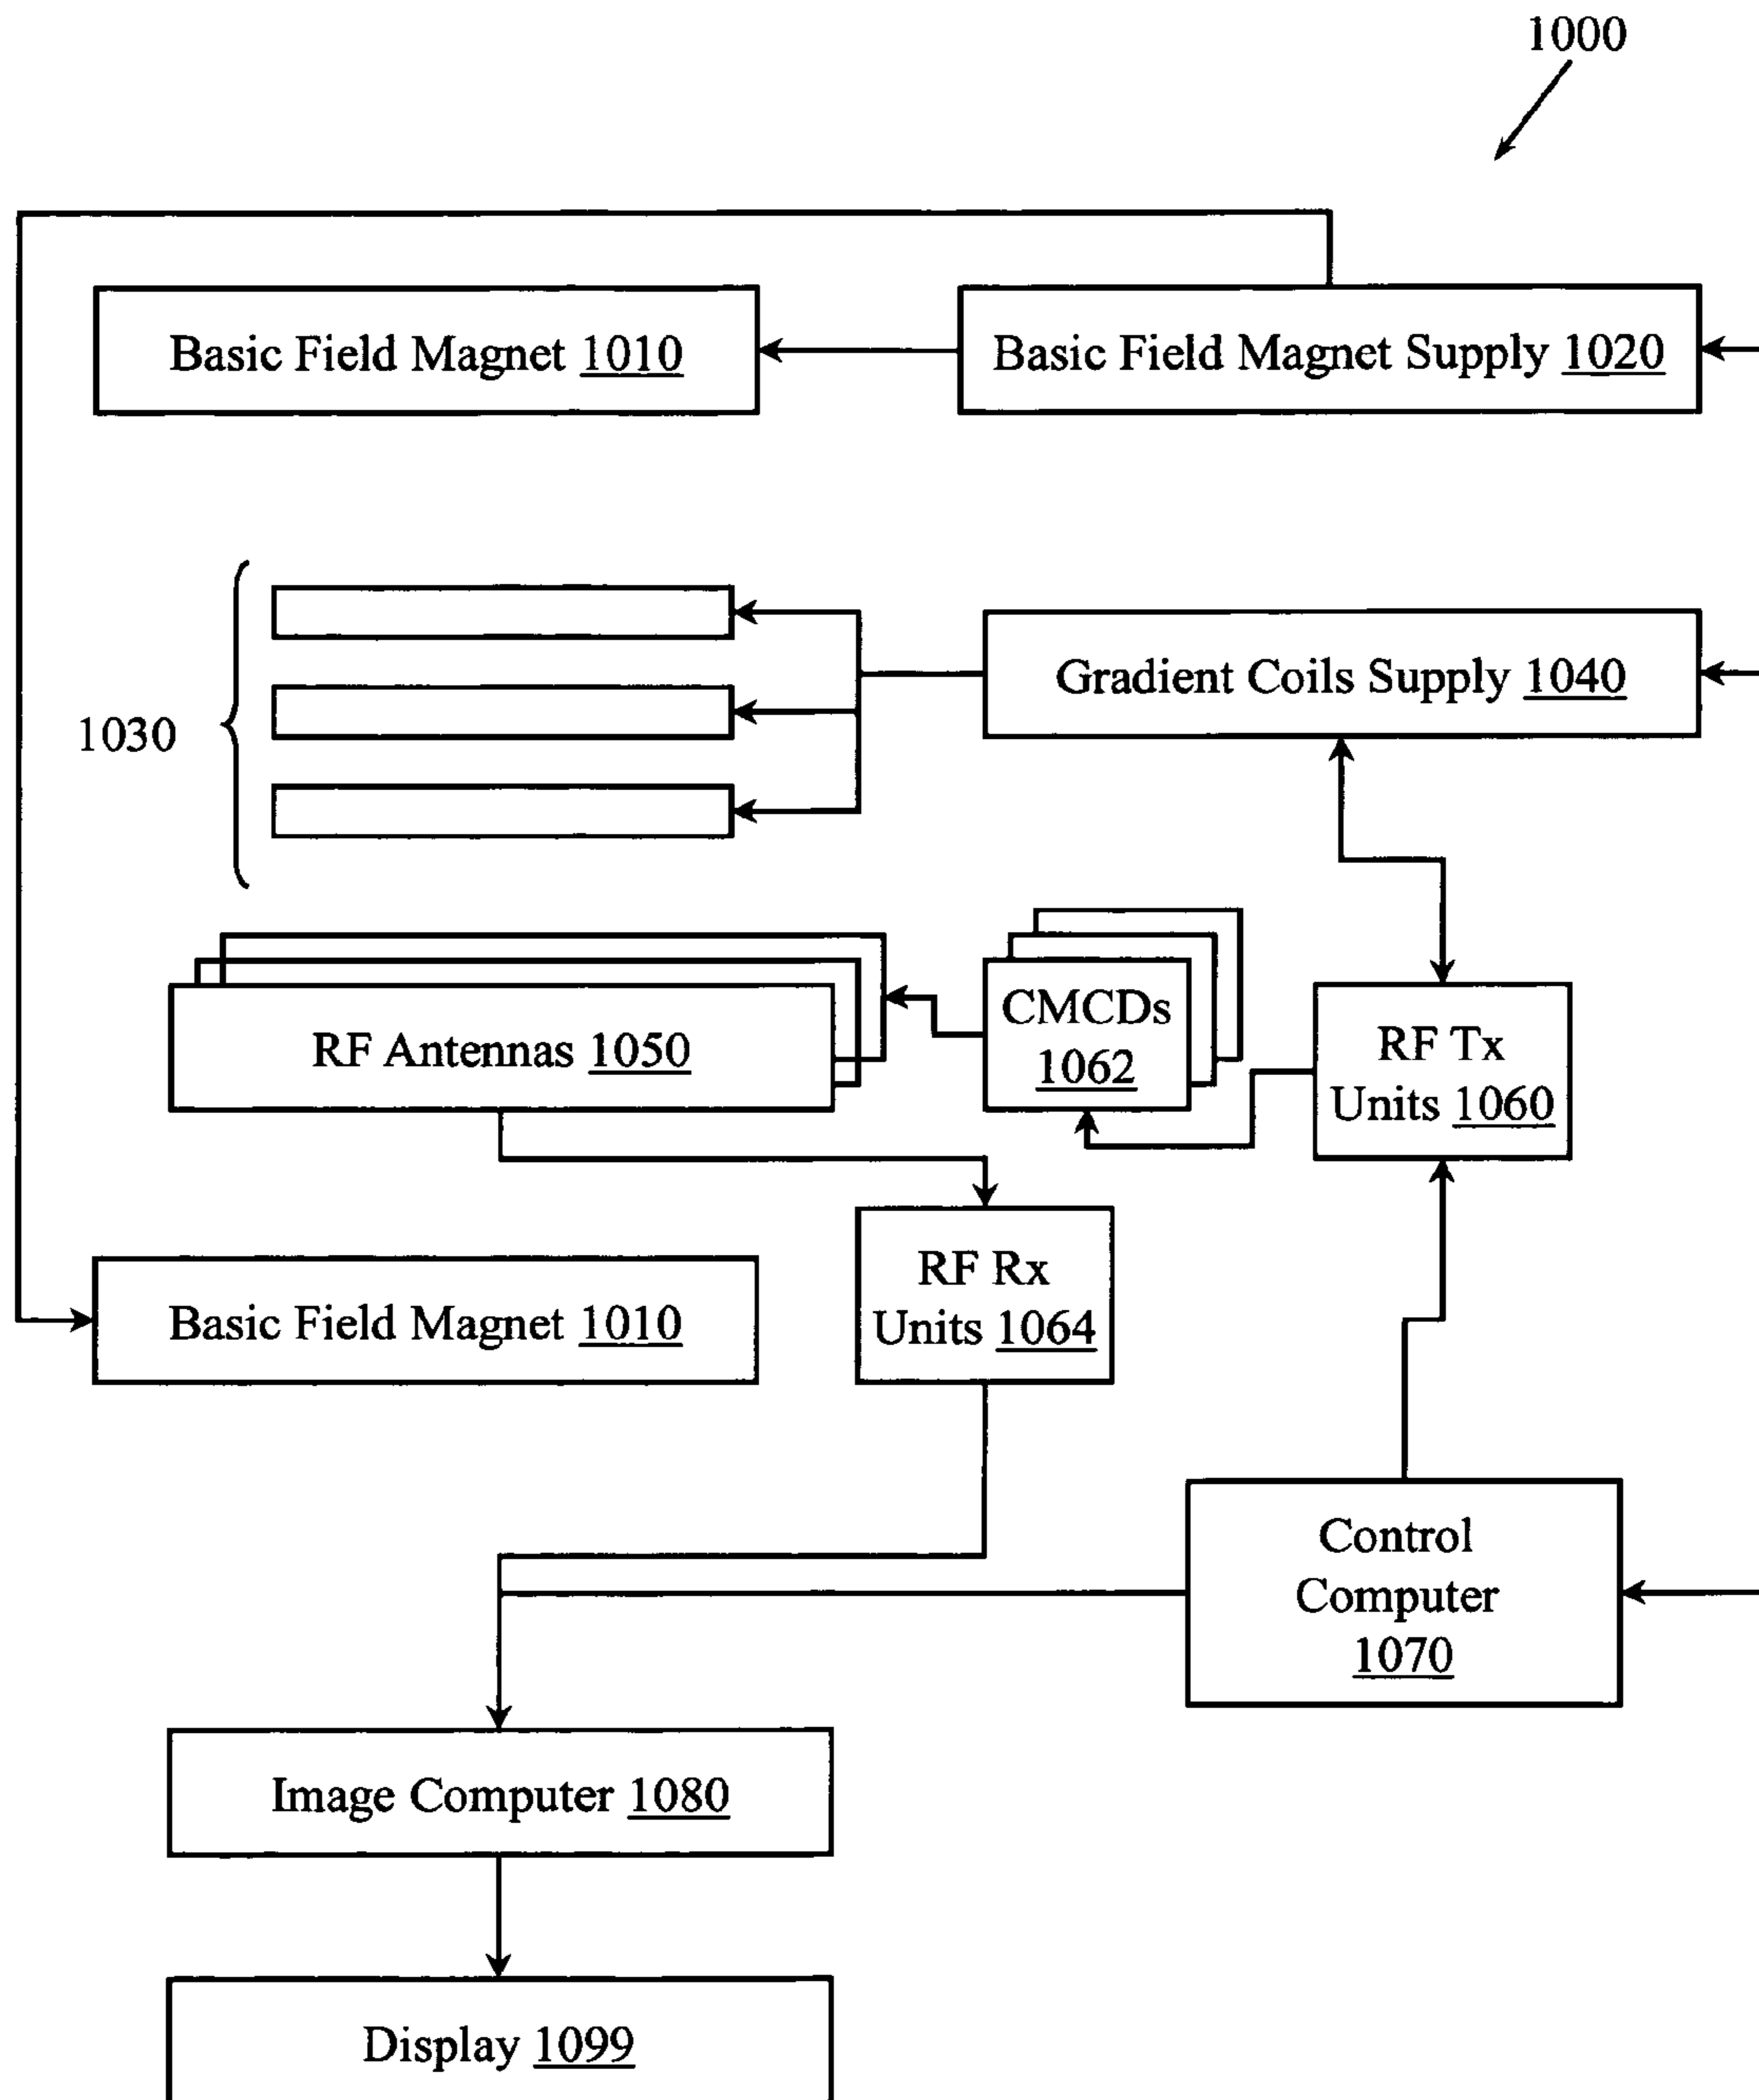 1000
Basic Field Magnet 1010
Basic Field Magnet Supply 1020
1030
Gradient Coils Supply 1040
RF Antennas 1050
CMCDs
1062
RF Tx
Units 1060
Basic Field Magnet 1010
RF Rx
Units 1064
Control
Computer
1070
Image Computer 1080
Display 1099